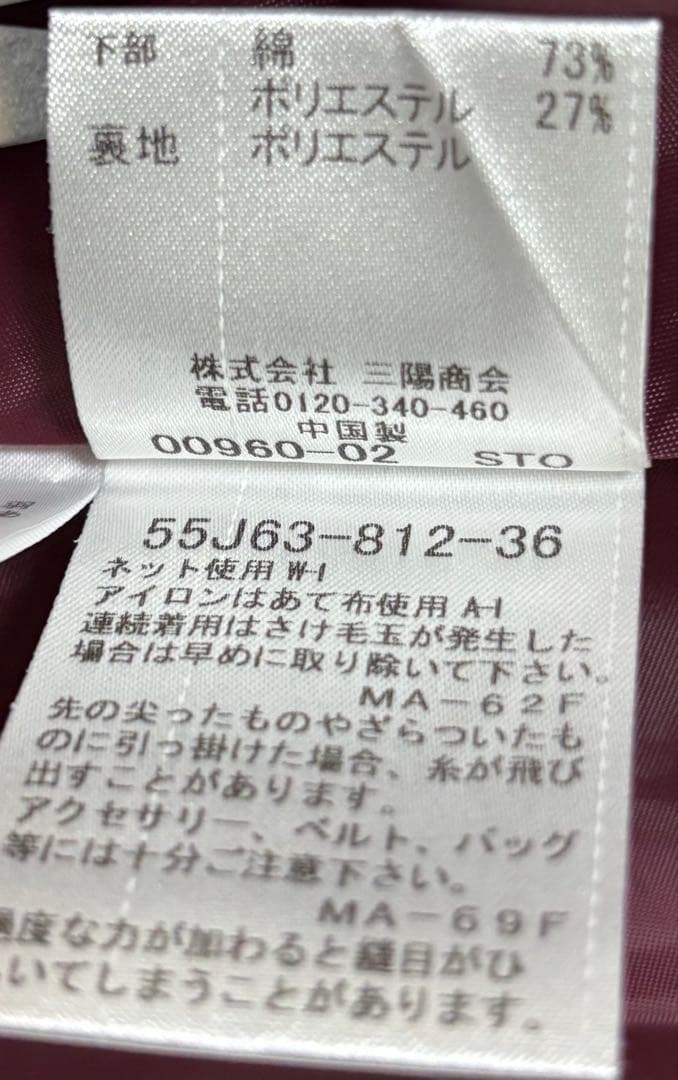 下部 綿 73%
ポリエステル 27%
裏地 ポリエステル
株式会社 三陽商会
電話0120-340-460
中国製
00960-02 STO
55J63-812-36
ネット使用 W-1
アイロンはあて布使用 A-1
連続着用はさけ毛玉が発生した
場合は早めに取り除いて下さい。
MA-62F
先の尖ったものやざらついたも
のに引っ掛けた場合、糸が飛び
出すことがあります。
アクセサリー、ベルト、バッグ
等には十分ご注意下さい。
MA-69F
度な力が加わると縫目がひ
いてしまうことがあります。